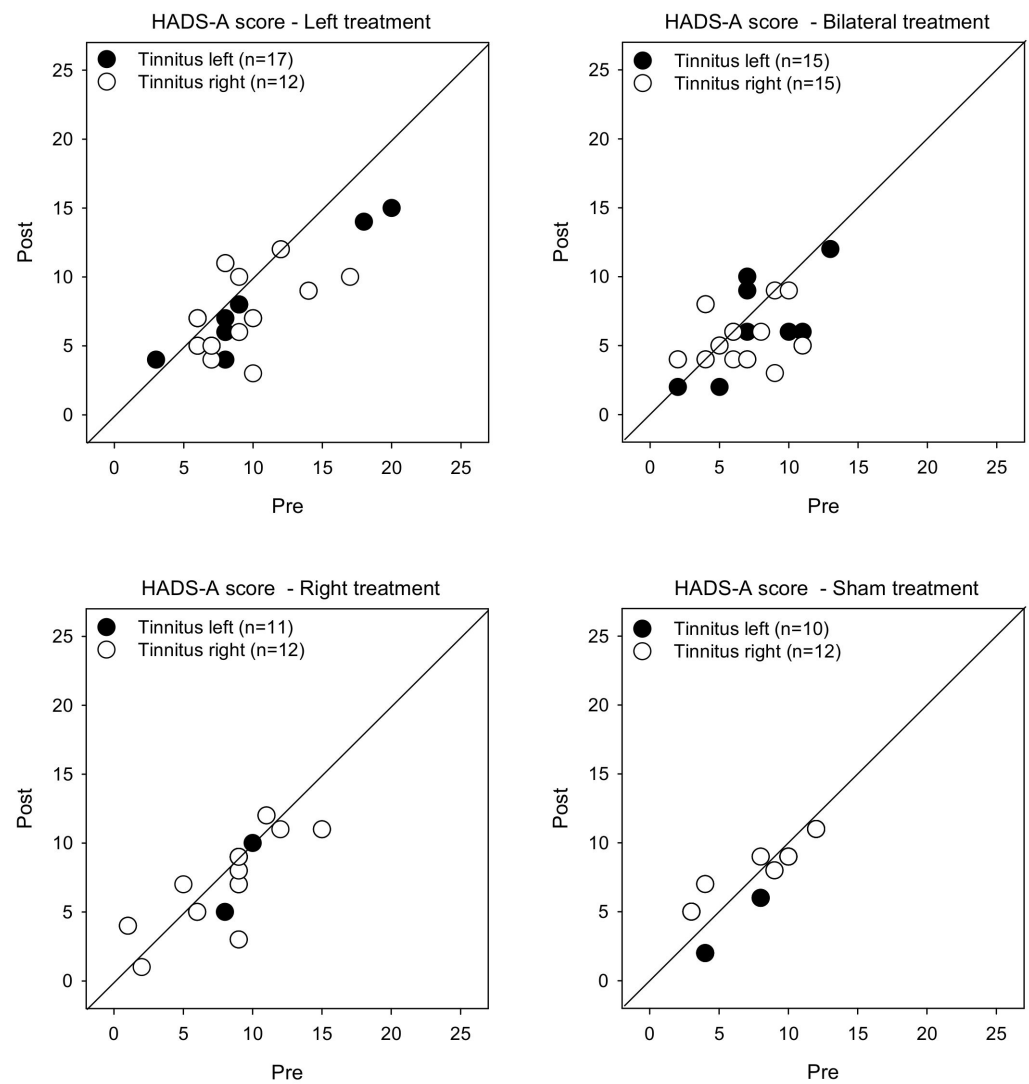 HADS-A score - Left treatment
Tinnitus left (n=17)
Tinnitus right (n=12)
25
20
15
10
5
0
Post
0 5 10 15 20 25
Pre
HADS-A score - Bilateral treatment
Tinnitus left (n=15)
Tinnitus right (n=15)
25
20
15
10
5
0
Post
0 5 10 15 20 25
Pre
HADS-A score - Right treatment
Tinnitus left (n=11)
Tinnitus right (n=12)
25
20
15
10
5
0
Post
0 5 10 15 20 25
Pre
HADS-A score - Sham treatment
Tinnitus left (n=10)
Tinnitus right (n=12)
25
20
15
10
5
0
Post
0 5 10 15 20 25
Pre